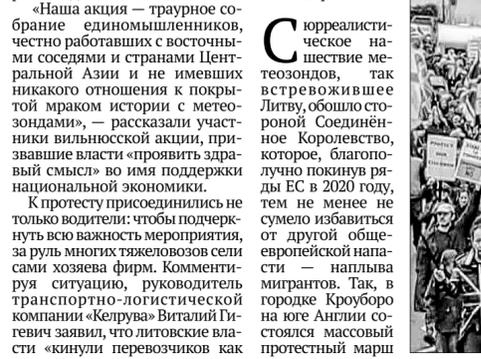 «Наша акция — траурное со-
брание единомышленников,
честно работавших с восточны-
ми соседями и странами Цент-
ральной Азии и не имевших
никакого отношения к покры-
той мраком истории с метео-
зондами», — рассказали участ-
ники вильнюсской акции, при-
звавшие власти «проявить здра-
вый смысл» во имя поддержки
национальной экономики.
К протесту присоединились не
только водители: чтобы подчерк-
нуть всю важность мероприятия,
за руль многих тяжеловозов сели
сами хозяева фирм. Комменти-
руя ситуацию, руководитель
транспортно-логистической
компании «Келрува» Виталий Ги-
гевич заявил, что литовские вла-
сти «кинули перевозчиков как
Сюрреалисти-
ческое на-
шествие ме-
теозондов, так
встревожившее
Литву, обошло сто-
роной Соединён-
ное Королевство,
которое, благопо-
лучно покинув ря-
ды ЕС в 2020 году,
тем не менее не
сумело избавиться
от другой обще-
европейской напа-
сти — наплыва
мигрантов. Так, в
городке Кроуборо
на юге Англии со-
стоялся массовый
протестный марш
PROTECT
OUR